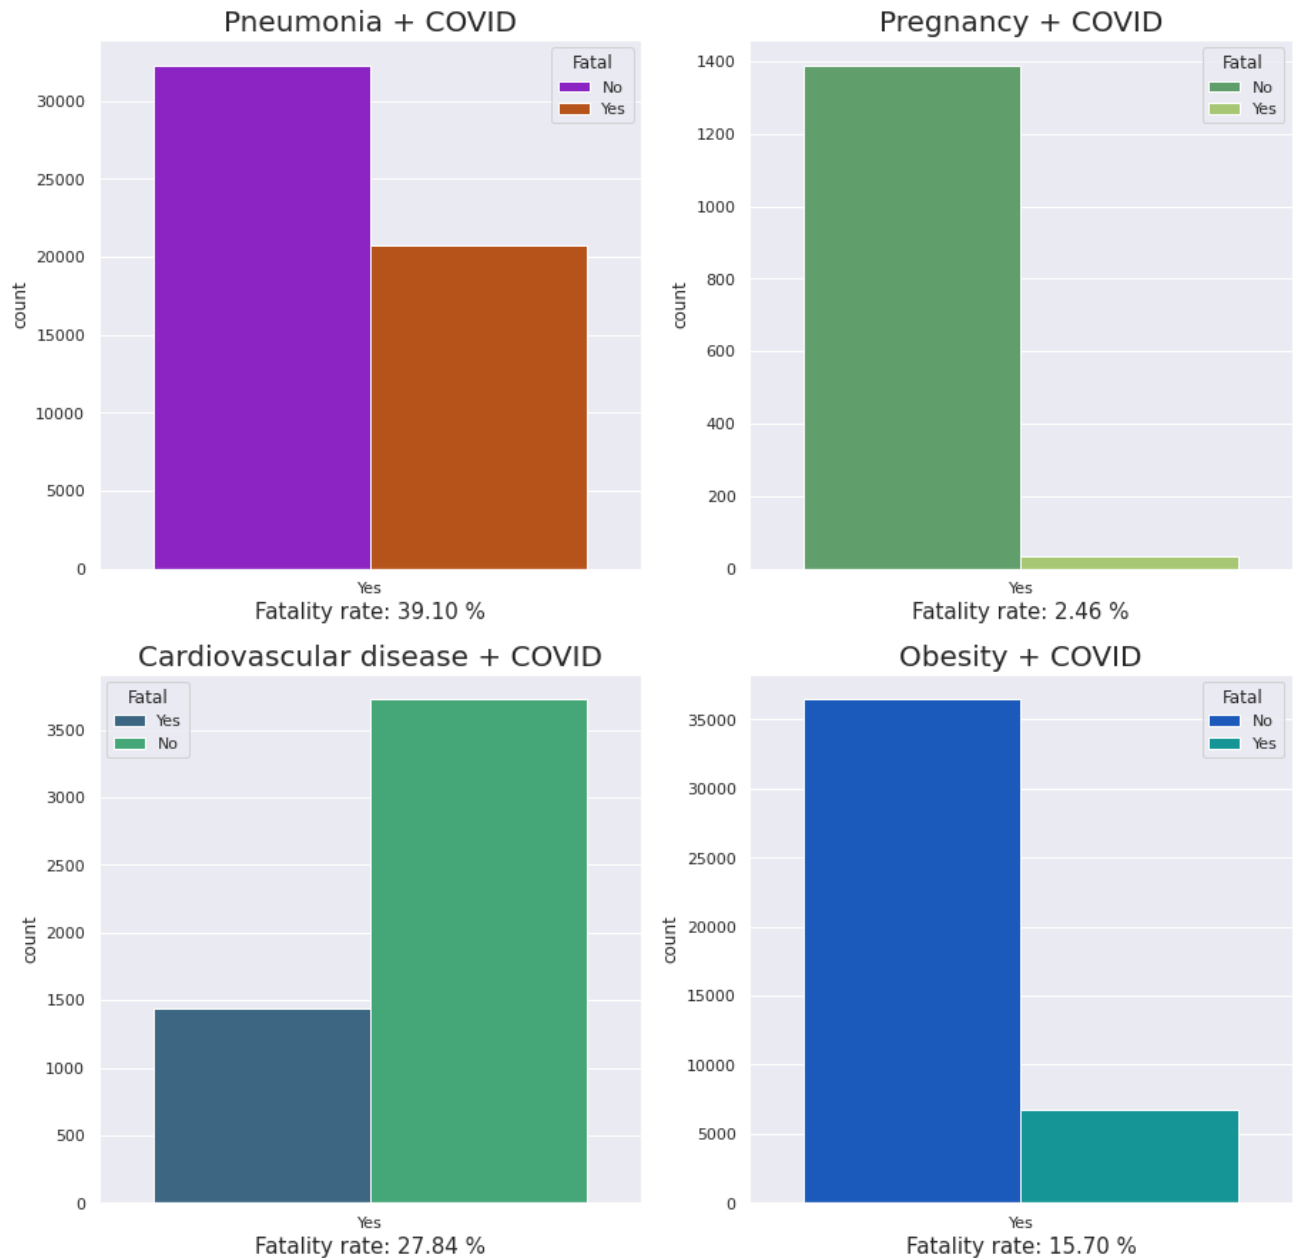 Pneumonia + COVID
Fatal
No
Yes
30000
25000
20000
15000
10000
5000
0
count
Yes
Fatality rate: 39.10 %
Pregnancy + COVID
Fatal
No
Yes
1400
1200
1000
800
600
400
200
0
count
Yes
Fatality rate: 2.46 %
Cardiovascular disease + COVID
Fatal
Yes
No
3500
3000
2500
2000
1500
1000
500
0
count
Yes
Fatality rate: 27.84 %
Obesity + COVID
Fatal
No
Yes
35000
30000
25000
20000
15000
10000
5000
0
count
Yes
Fatality rate: 15.70 %